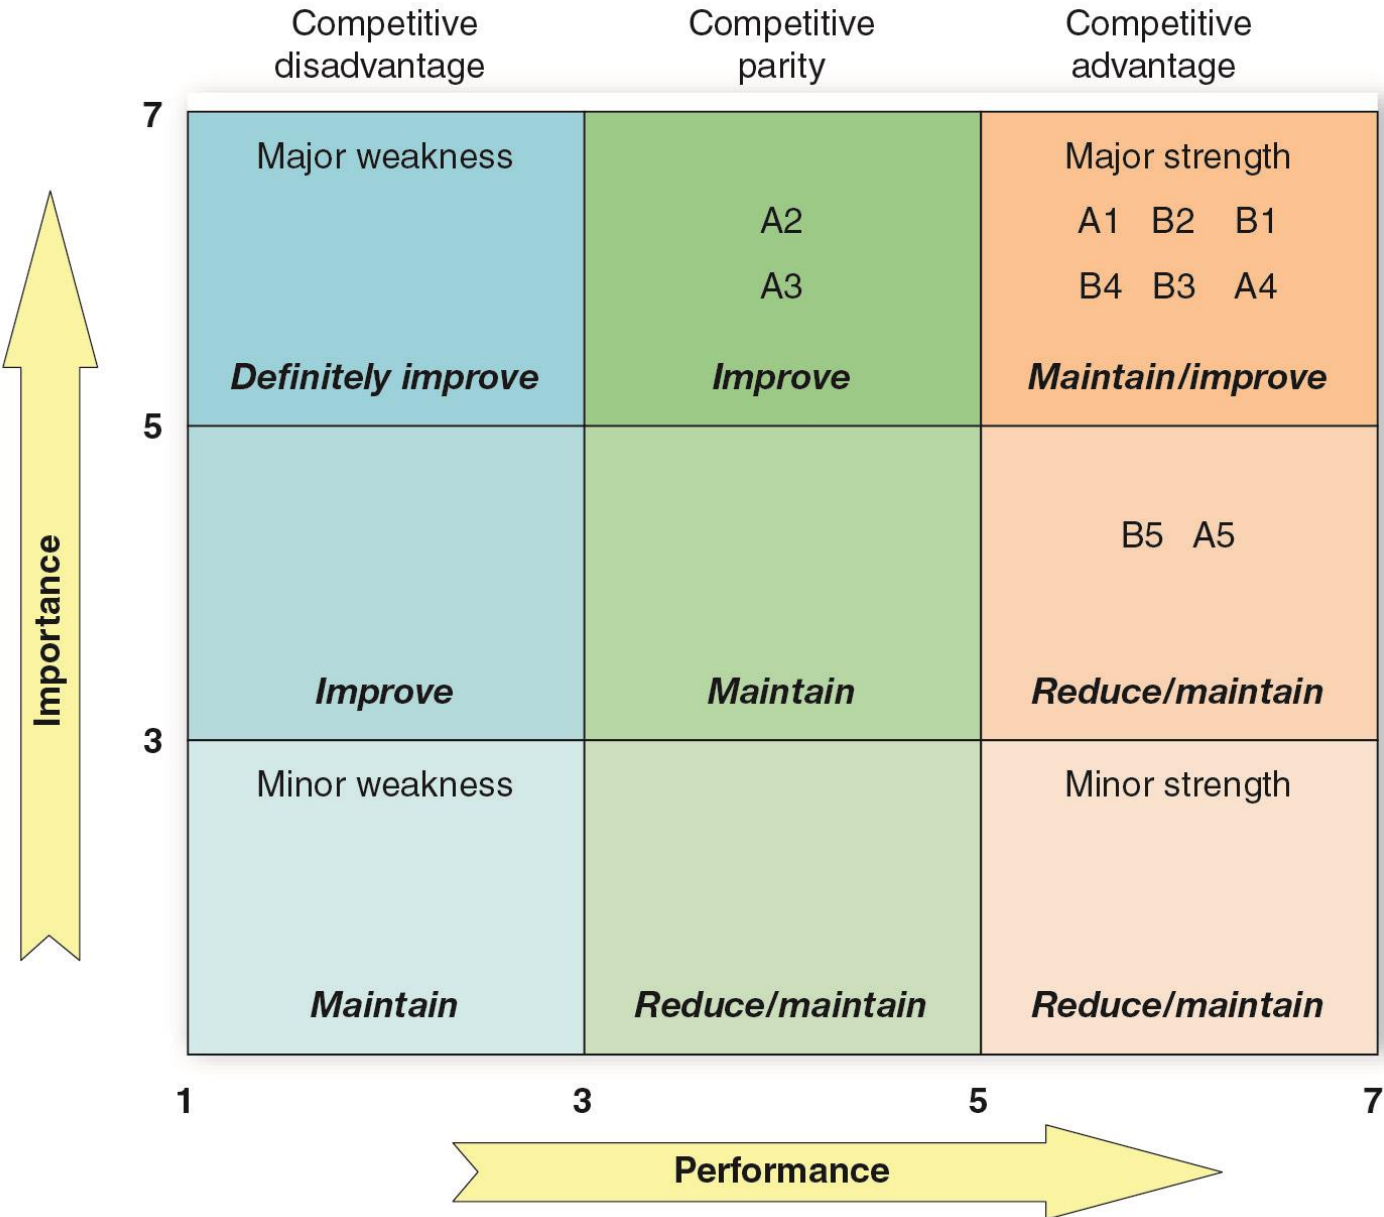 Competitive
disadvantage
Competitive
parity
Competitive
advantage
7
Major weakness
Major strength
A2
A1 B2 B1
A3
B4 B3 A4
Definitely improve
Improve
Maintain/improve
5
B5 A5
Importance
Improve
Maintain
Reduce/maintain
3
Minor weakness
Minor strength
Maintain
Reduce/maintain
Reduce/maintain
1
3
5
7
Performance